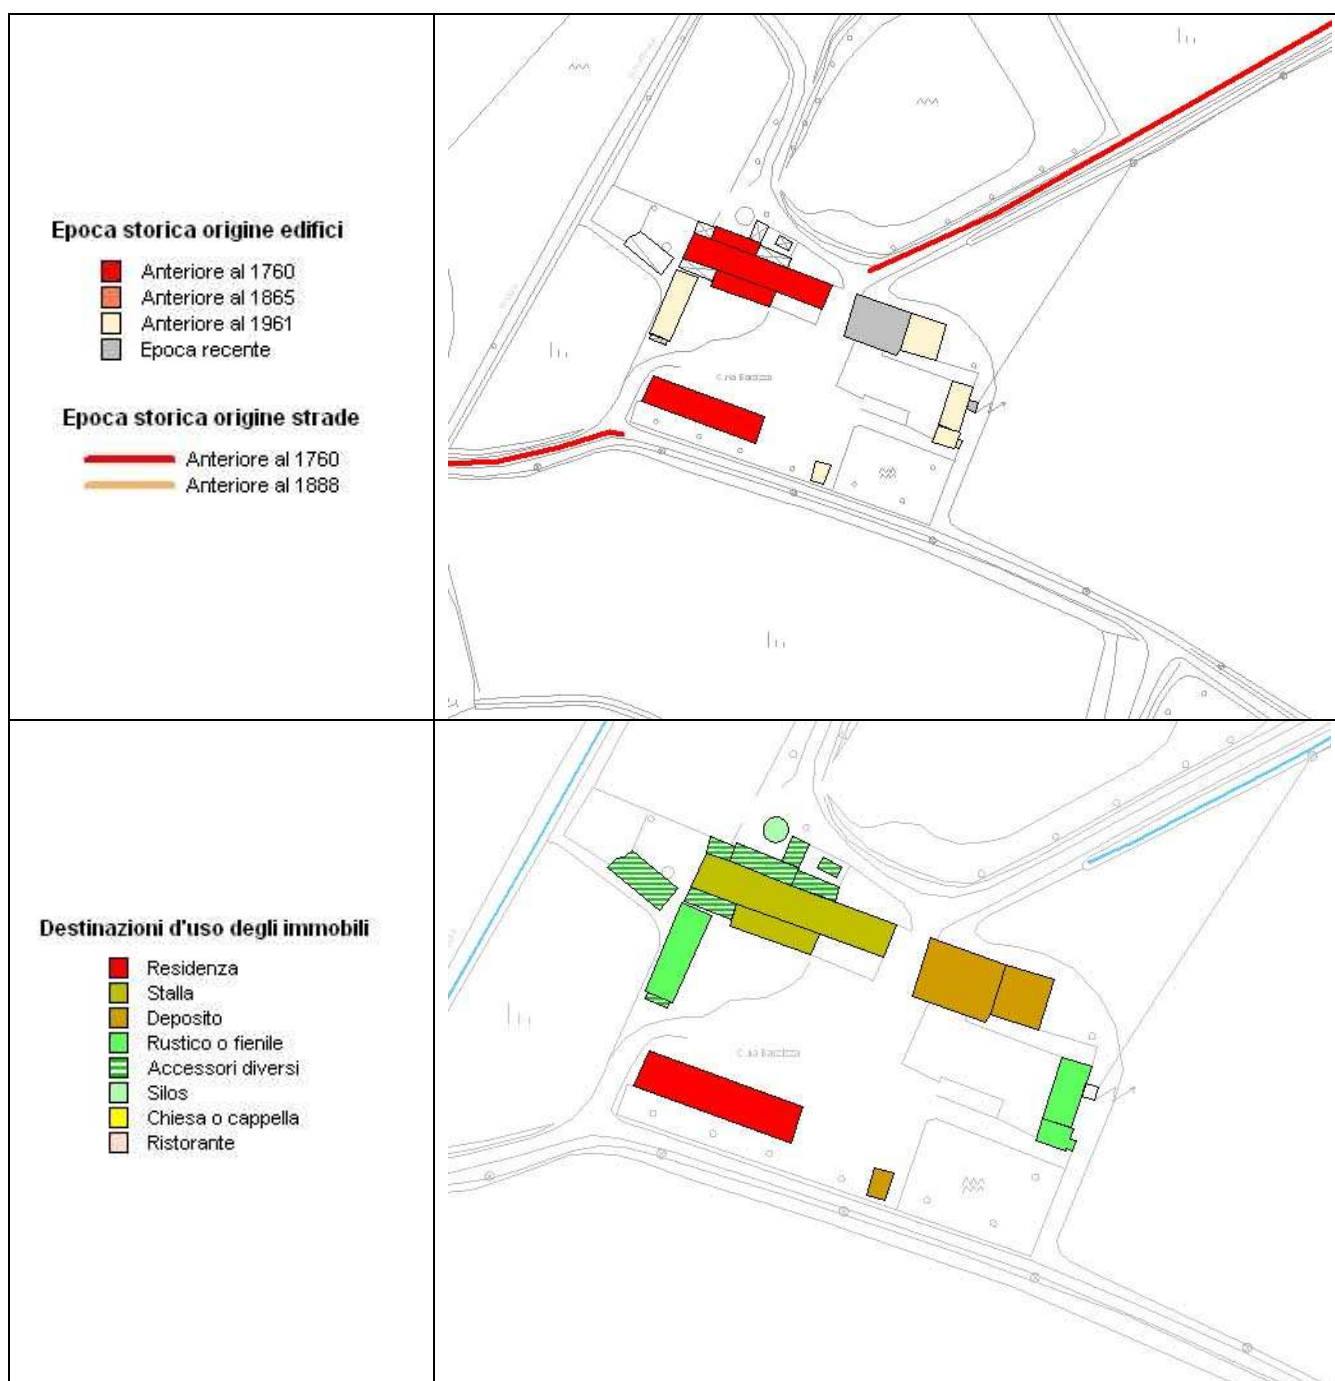 Epoca storica origine edifici
Anteriore al 1760
Anteriore al 1865
Anteriore al 1961
Epoca recente
Epoca storica origine strade
Anteriore al 1760
Anteriore al 1888
C.na
Destinazioni d'uso degli immobili
Residenza
Stalla
Deposito
Rustico o fienile
Accessori diversi
Silos
Chiesa o cappella
Ristorante
C.na